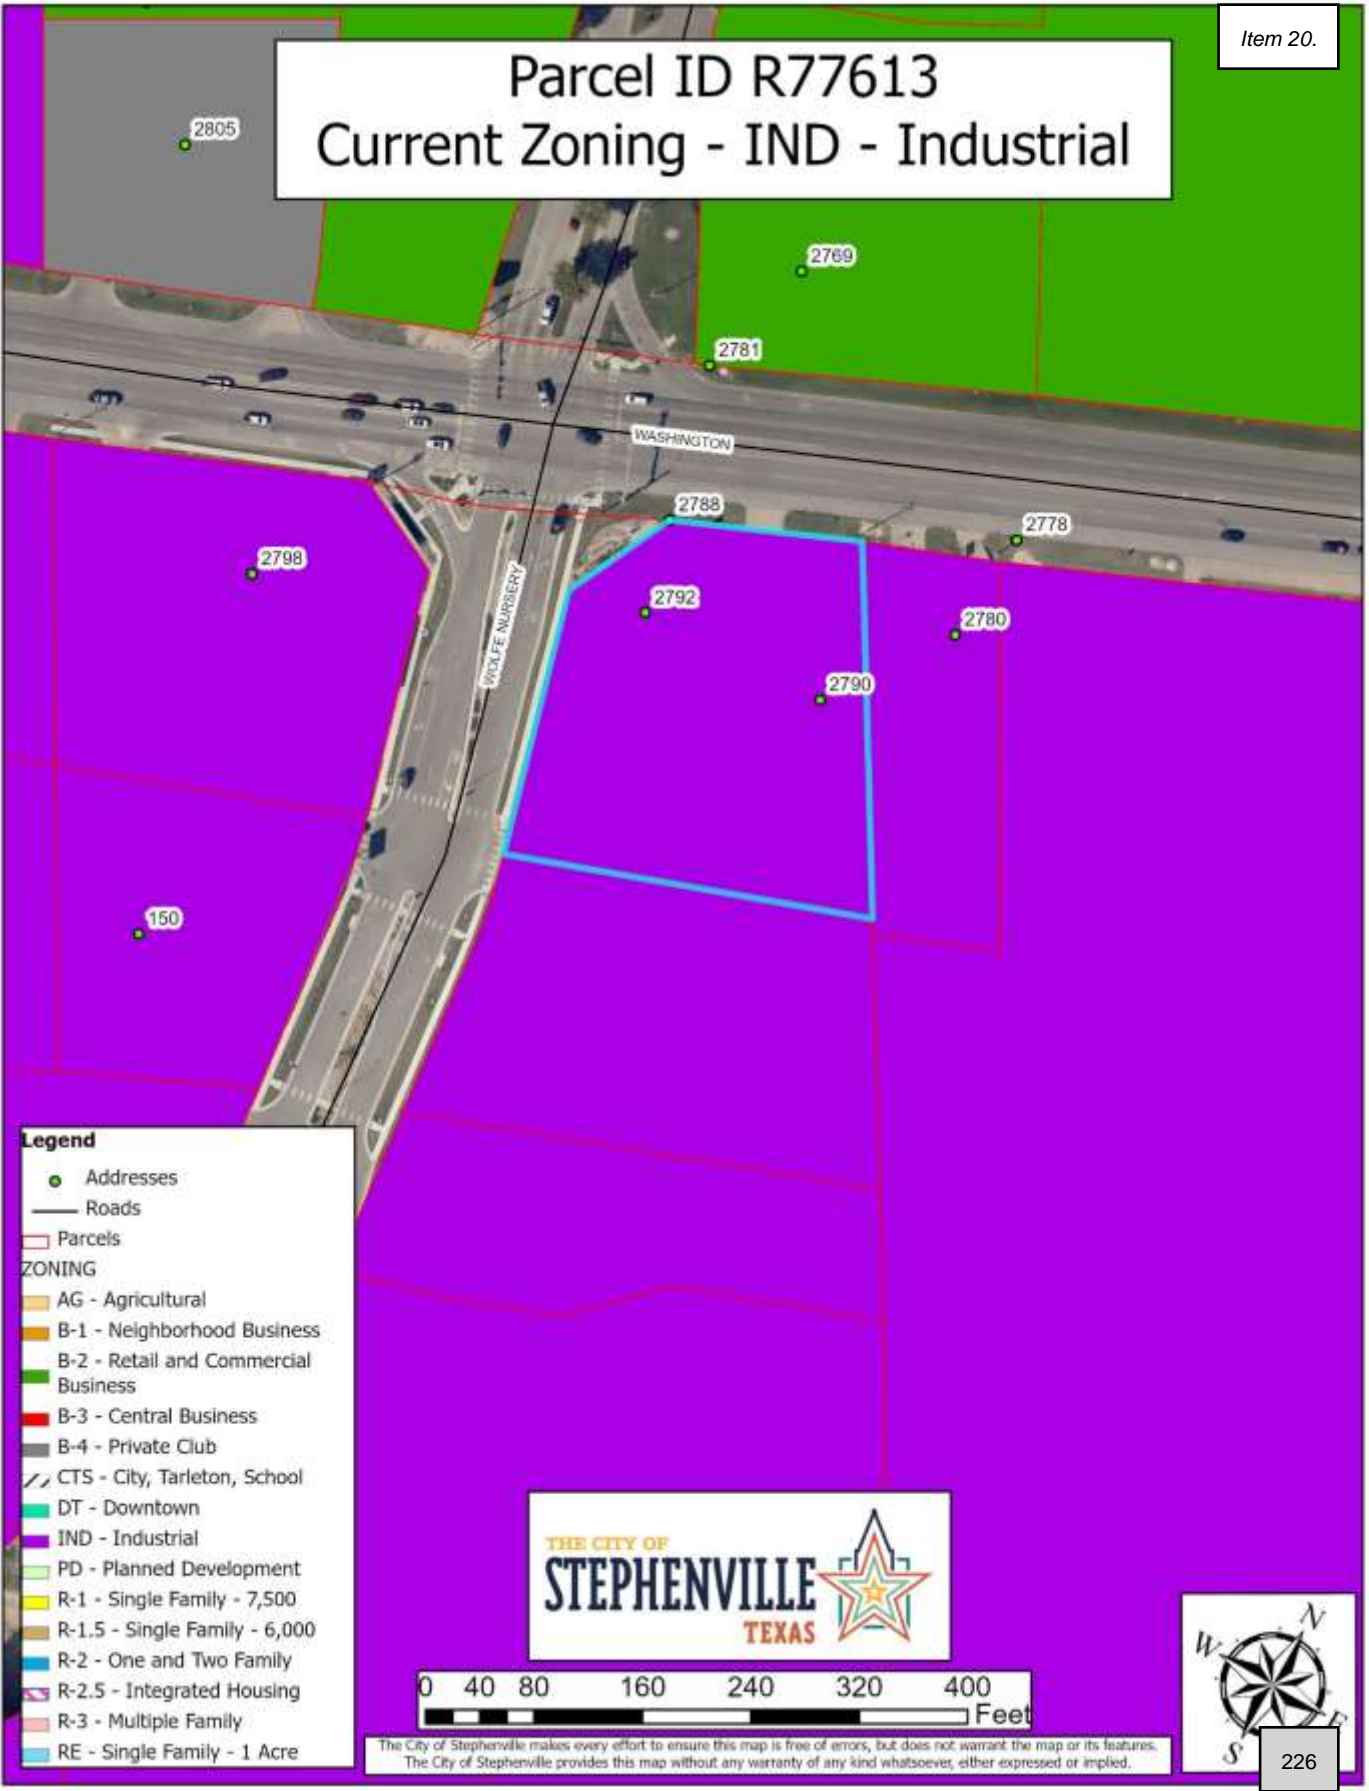 Item 20.
Parcel ID R77613
Current Zoning - IND - Industrial
2805
2769
2781
WASHINGTON
2788
2778
2798
WOLFE NURSERY
2792
2780
2790
150
Legend
Addresses
Roads
Parcels
ZONING
AG - Agricultural
B-1 - Neighborhood Business
B-2 - Retail and Commercial
Business
B-3 - Central Business
B-4 - Private Club
CTS - City, Tarleton, School
DT - Downtown
IND - Industrial
PD - Planned Development
R-1 - Single Family - 7,500
R-1.5 - Single Family - 6,000
R-2 - One and Two Family
R-2.5 - Integrated Housing
R-3 - Multiple Family
RE - Single Family - 1 Acre
THE CITY OF
STEPHENVILLE
TEXAS
0 40 80 160 240 320 400
Feet
The City of Stephenville makes every effort to ensure this map is free of errors, but does not warrant the map or its features.
The City of Stephenville provides this map without any warranty of any kind whatsoever, either expressed or implied.
N
W
E
S
226